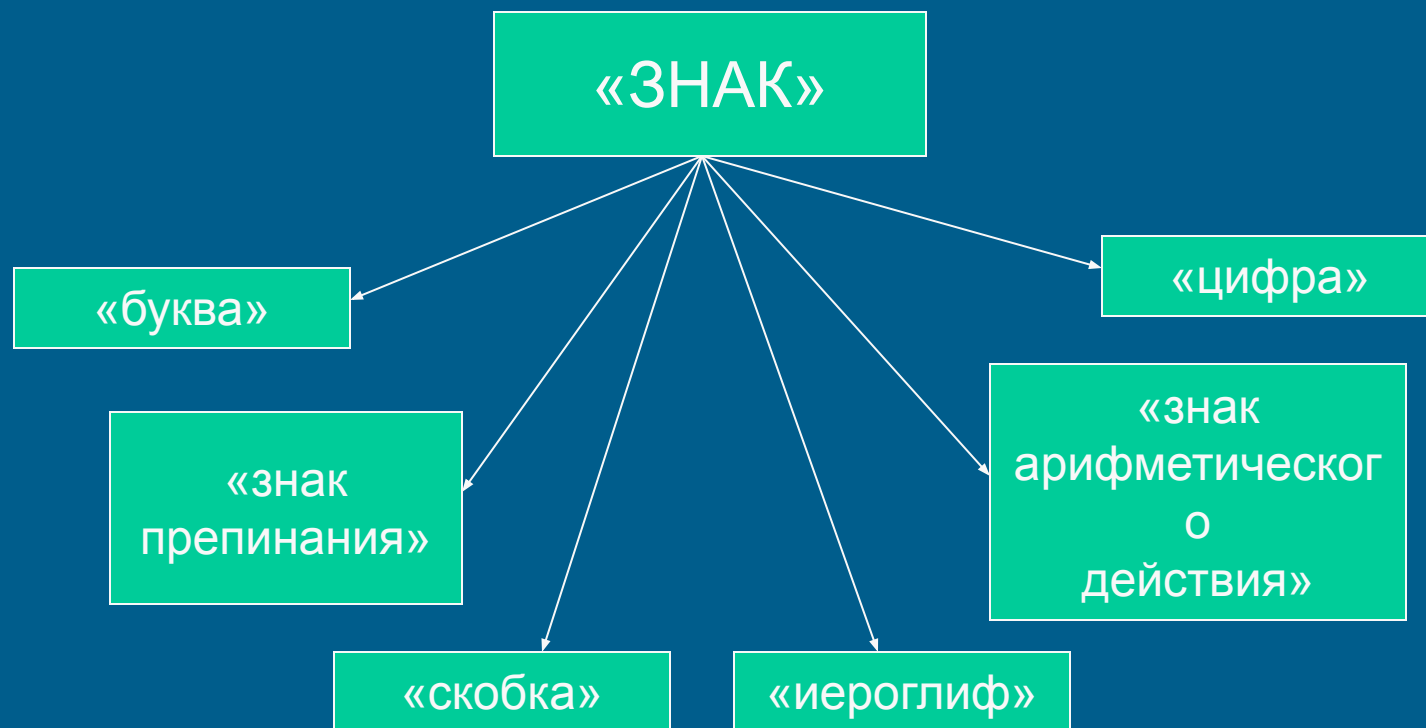 «ЗНАК»
«буква»
«цифра»
«знак
препинания»
«знак
арифметическог
о
действия»
«скобка»
«иероглиф»